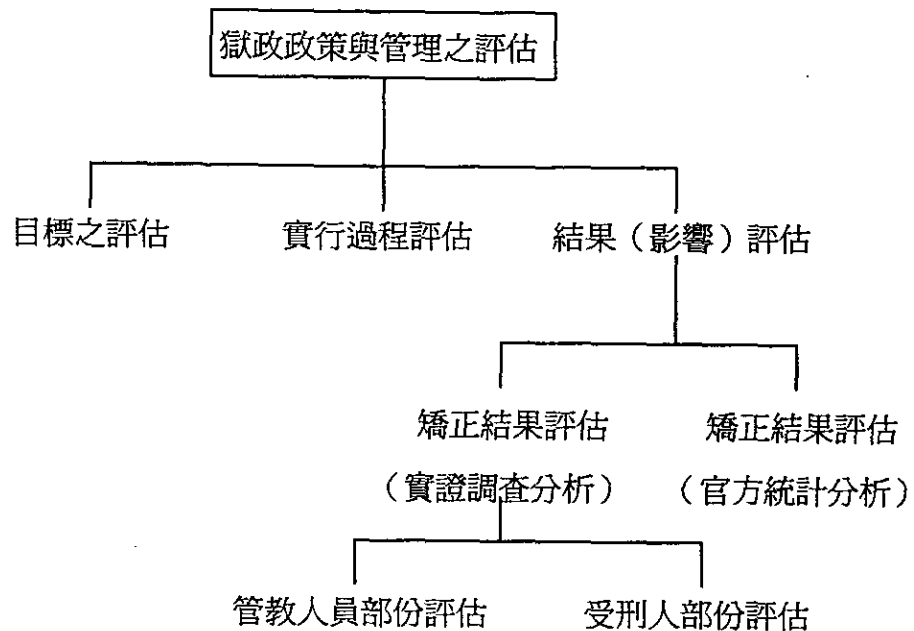 獄政政策與管理之評估
目標之評估
實行過程評估
結果（影響）評估
矯正結果評估
（實證調查分析）
矯正結果評估
（官方統計分析）
管教人員部份評估
受刑人部份評估